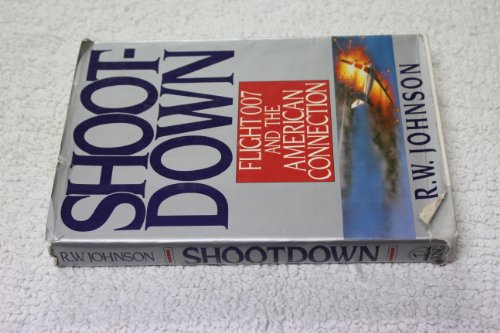 SHOOT-
DOWN
FLIGHT 007
AND THE
AMERICAN
CONNECTION
R.W. JOHNSON
R.W. JOHNSON SHOOTDOWN